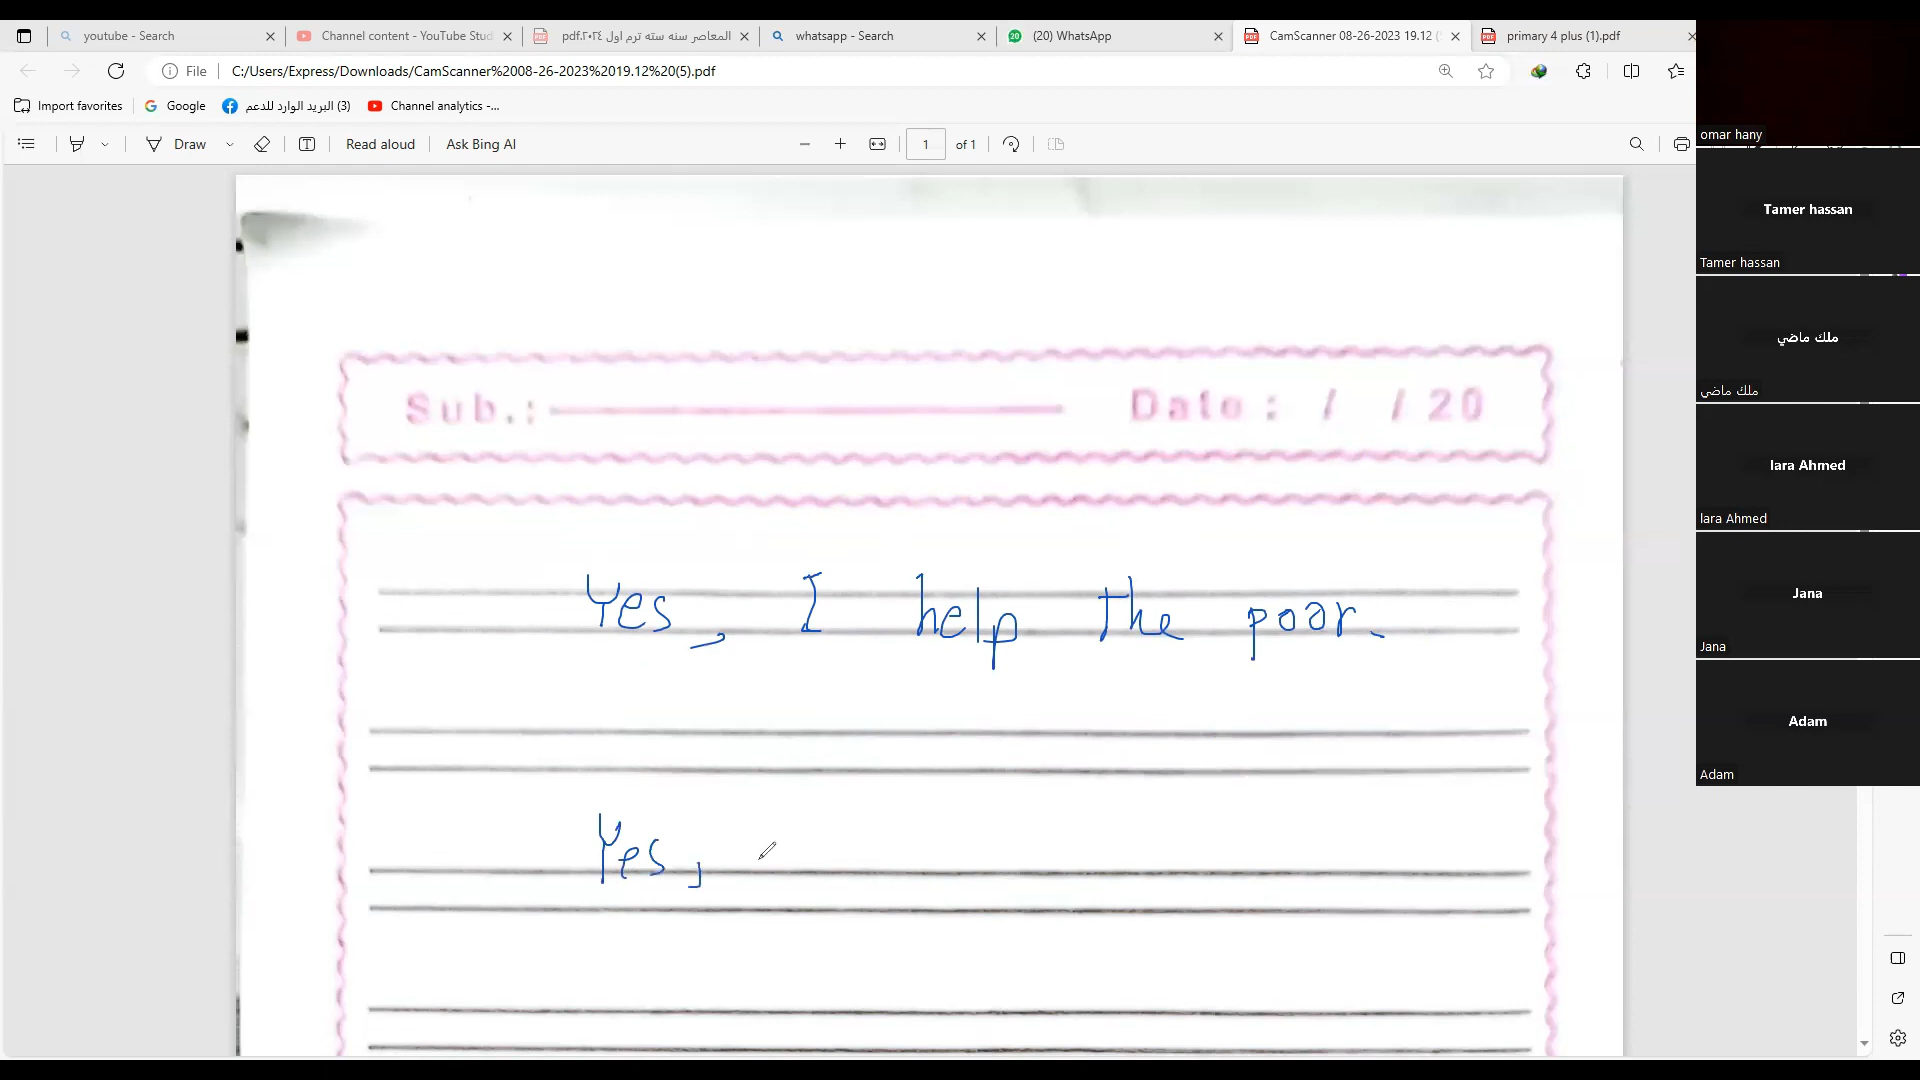 youtube - Search
Channel content - YouTube Stud
المعاصر سنه سته ترم اول ٢٠٢٤.pdf
whatsapp - Search
(20) WhatsApp
CamScanner 08-26-2023 19.12 (
primary 4 plus (1).pdf
File
C:/Users/Express/Downloads/CamScanner%2008-26-2023%2019.12%20(5).pdf
Import favorites
Google
(3) البريد الوارد للدعم
Channel analytics -...
Draw
Read aloud
Ask Bing AI
1
of 1
Sub.:
Date: / /20
Yes, I help the poor.
Yes,
omar hany
Tamer hassan
Tamer hassan
ملك ماضي
ملك ماضي
lara Ahmed
lara Ahmed
Jana
Jana
Adam
Adam